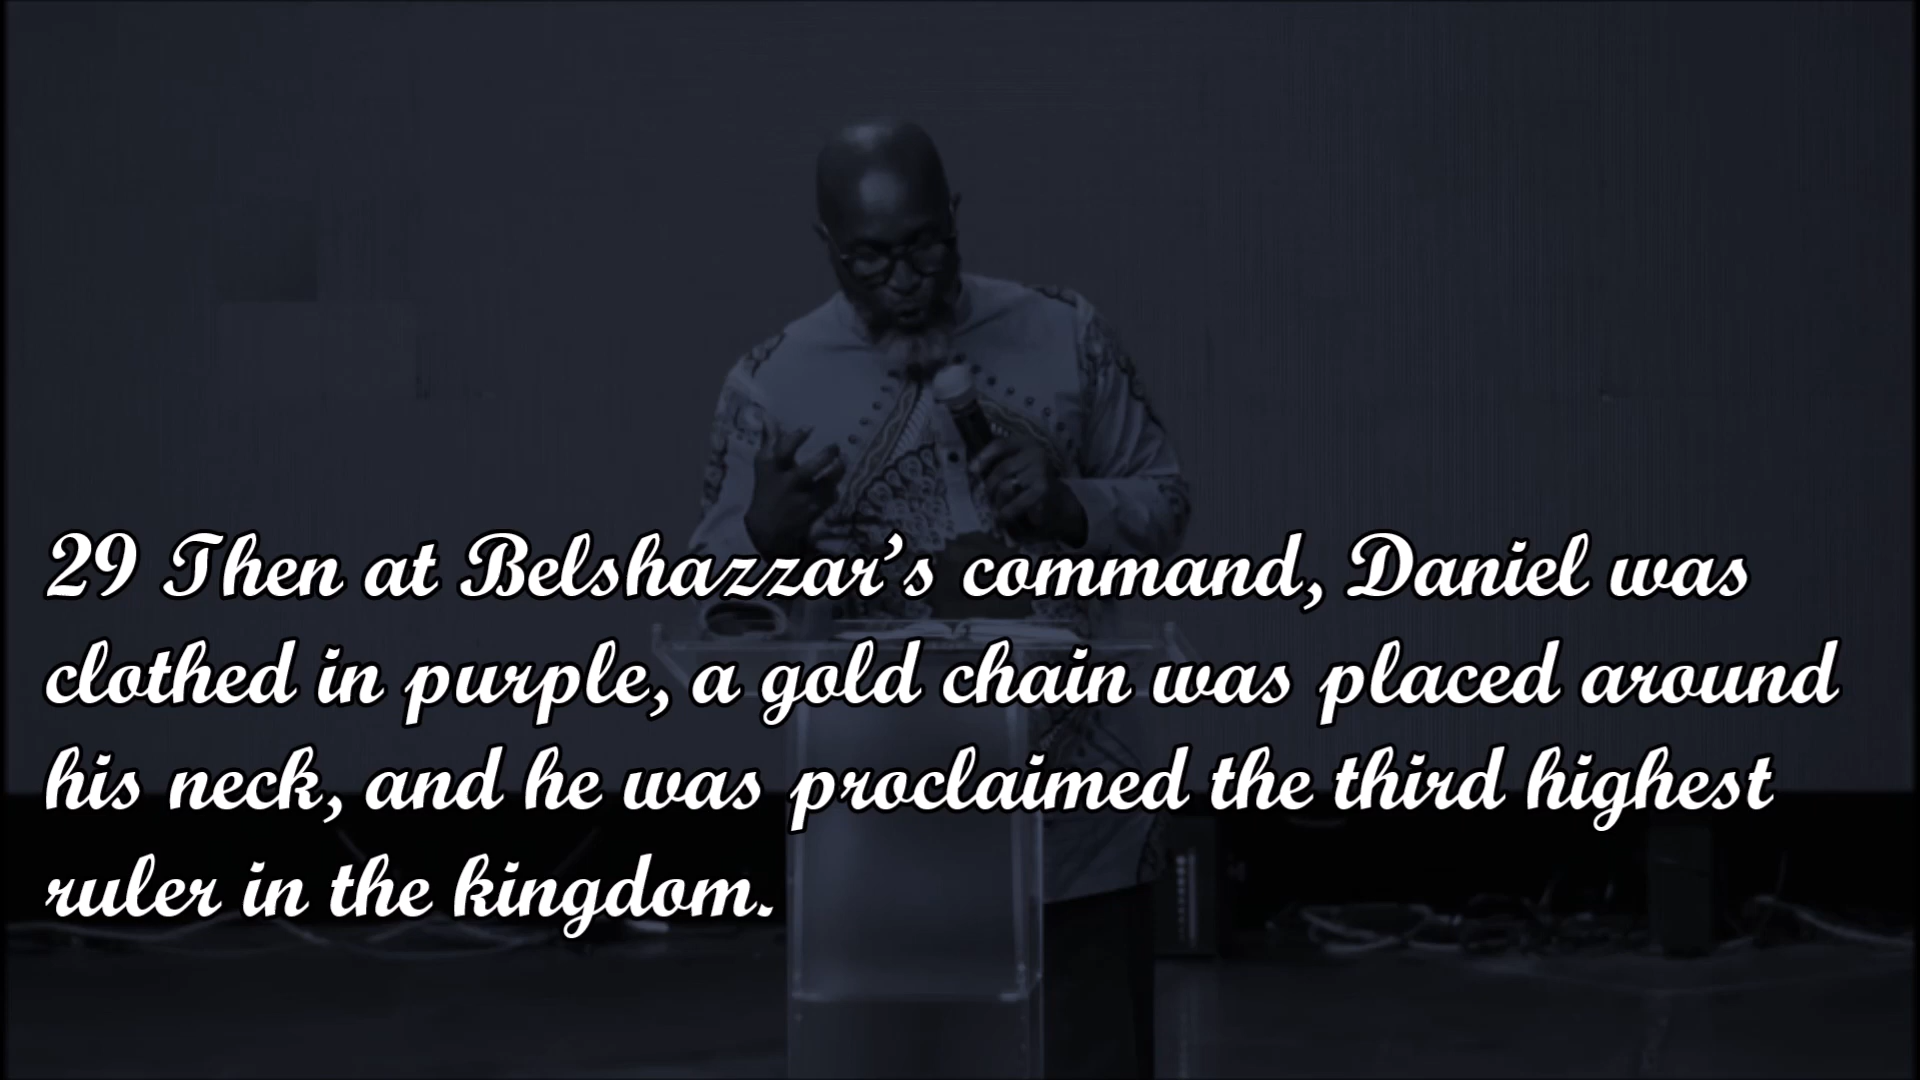 29 Then at Belshazzar’s command, Daniel was
clothed in purple, a gold chain was placed around
his neck, and he was proclaimed the third highest
ruler in the kingdom.